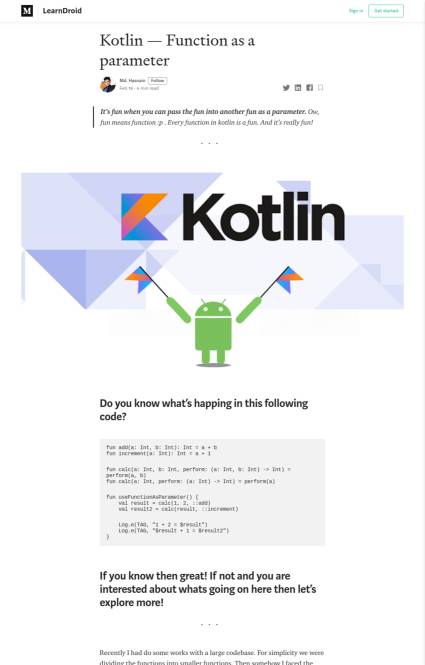 M LearnDroid
Sign in Get started
Kotlin — Function as a
parameter
Md. Hasnain Follow
Feb 16 · 4 min read
It's fun when you can pass the fun into another fun as a parameter. Ow,
fun means function :p . Every function in kotlin is a fun. And it's really fun!
. . .
Kotlin
Do you know what's happing in this following
code?
fun add(a: Int, b: Int): Int = a + b
fun increment(a: Int): Int = a + 1
fun calc(a: Int, b: Int, perform: (a: Int, b: Int) -> Int) =
perform(a, b)
fun calc(a: Int, perform: (a: Int) -> Int) = perform(a)
fun useFunctionAsParameter() {
val result = calc(1, 2, ::add)
val result2 = calc(result, ::increment)
Log.e(TAG, "1 + 2 = $result")
Log.e(TAG, "$result + 1 = $result2")
}
If you know then great! If not and you are
interested about whats going on here then let's
explore more!
. . .
Recently I had do some works with a large codebase. For simplicity we were
dividing the functions into smaller functions. Then somehow I faced the